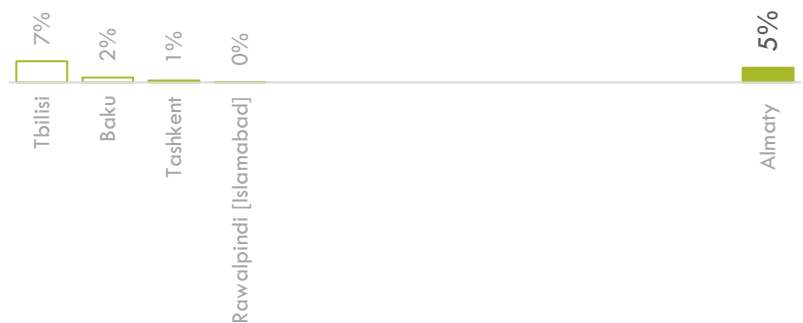 7%
2%
1%
0%
5%
Tbilisi
Baku
Tashkent
Rawalpindi [Islamabad]
Almaty